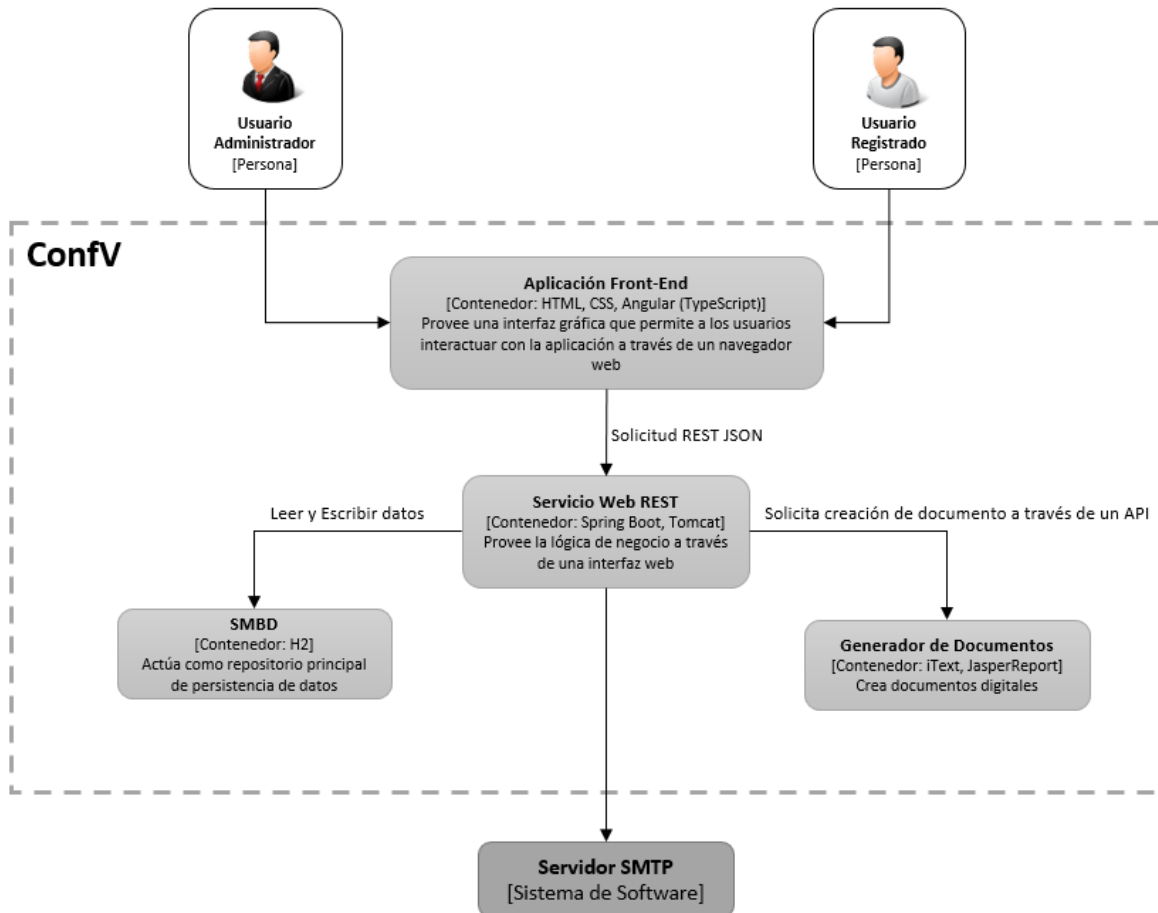 Usuario
Administrador
[Persona]
Usuario
Registrado
[Persona]
ConfV
Aplicación Front-End
[Contenedor: HTML, CSS, Angular (TypeScript)]
Provee una interfaz gráfica que permite a los usuarios
interactuar con la aplicación a través de un navegador
web
Solicitud REST JSON
Servicio Web REST
[Contenedor: Spring Boot, Tomcat]
Provee la lógica de negocio a través
de una interfaz web
Leer y Escribir datos
Solicita creación de documento a través de un API
SMBD
[Contenedor: H2]
Actúa como repositorio principal
de persistencia de datos
Generador de Documentos
[Contenedor: iText, JasperReport]
Crea documentos digitales
Servidor SMTP
[Sistema de Software]